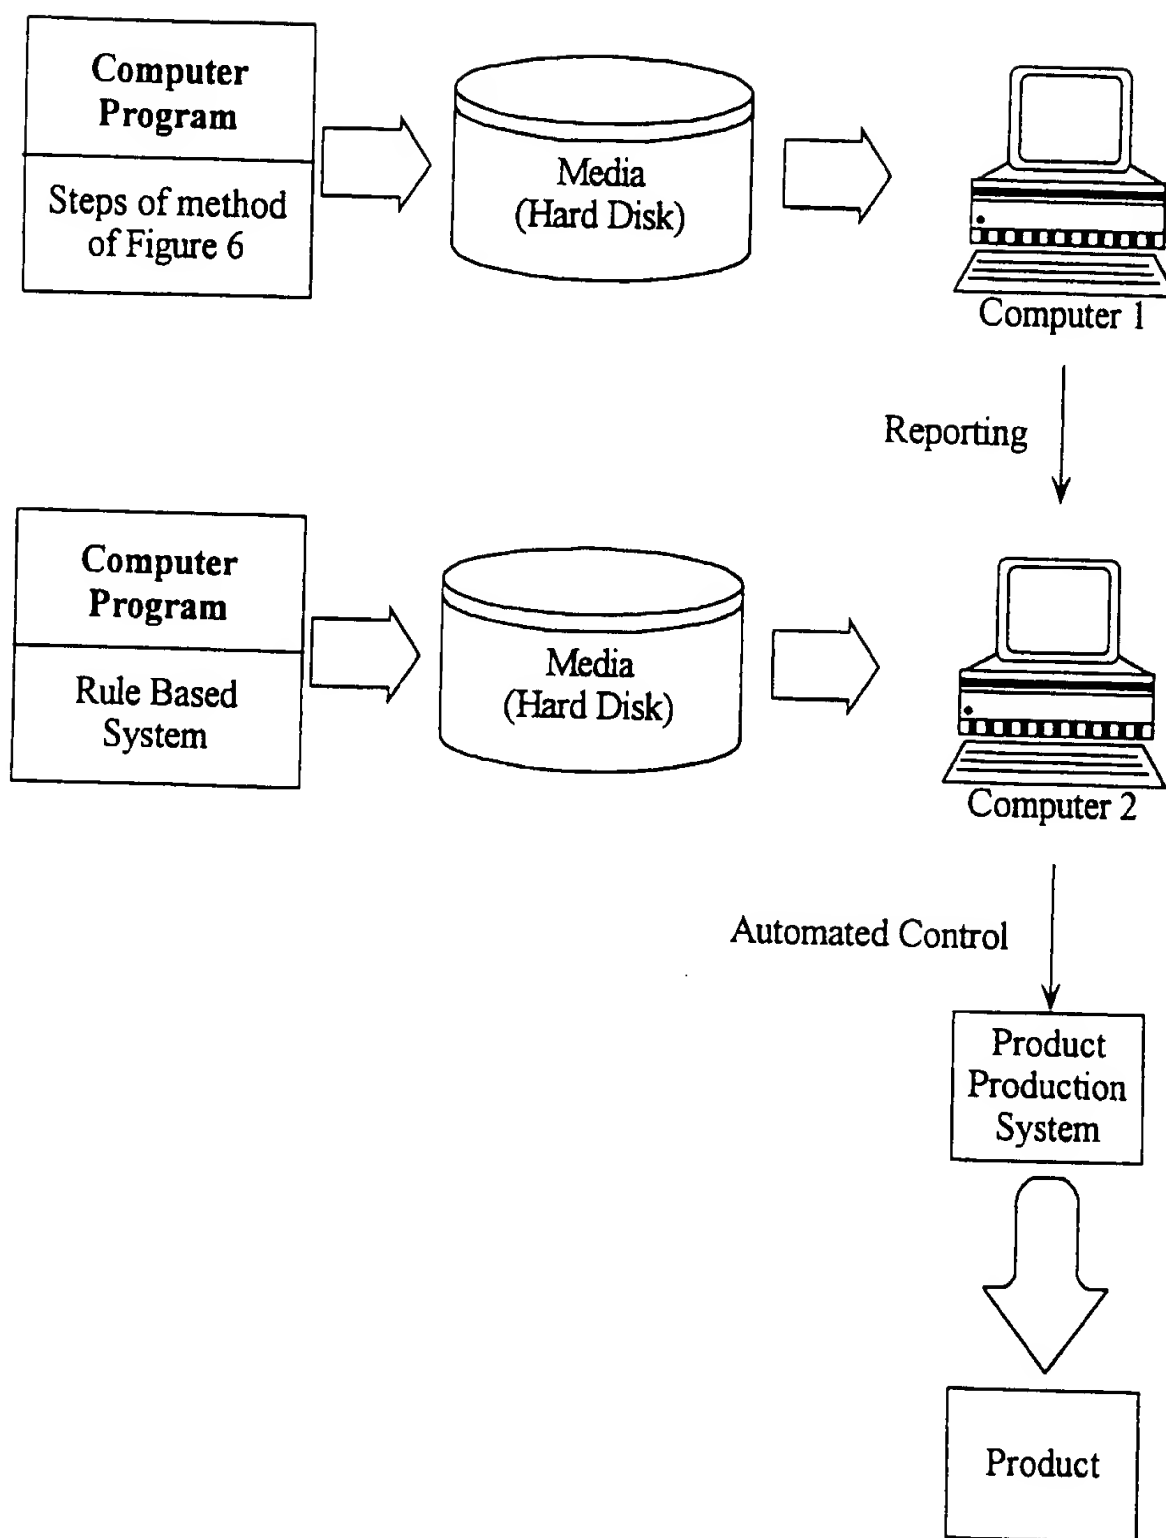 Computer
Program
Steps of method
of Figure 6
Media
(Hard Disk)
Computer 1
Reporting
Computer
Program
Rule Based
System
Media
(Hard Disk)
Computer 2
Automated Control
Product
Production
System
Product